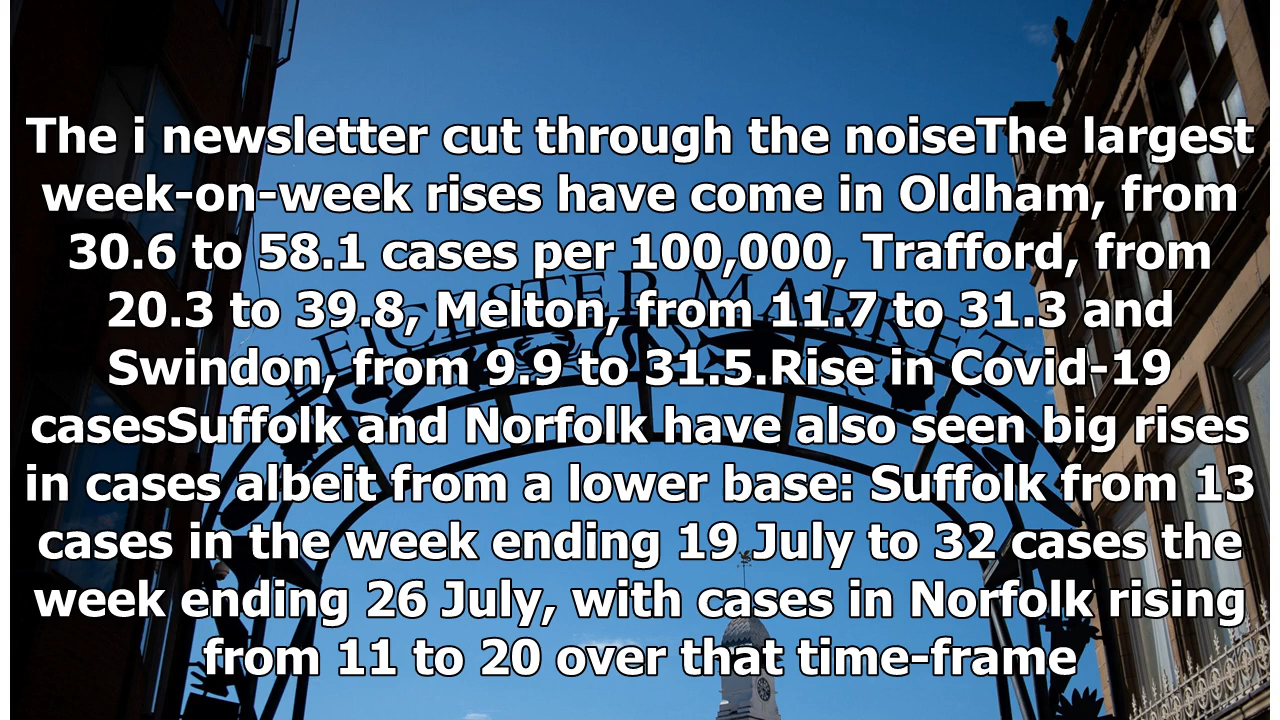 The i newsletter cut through the noiseThe largest
week-on-week rises have come in Oldham, from
30.6 to 58.1 cases per 100,000, Trafford, from
20.3 to 39.8, Melton, from 11.7 to 31.3 and
Swindon, from 9.9 to 31.5.Rise in Covid-19
casesSuffolk and Norfolk have also seen big rises
in cases albeit from a lower base: Suffolk from 13
cases in the week ending 19 July to 32 cases the
week ending 26 July, with cases in Norfolk rising
from 11 to 20 over that time-frame
MARKET